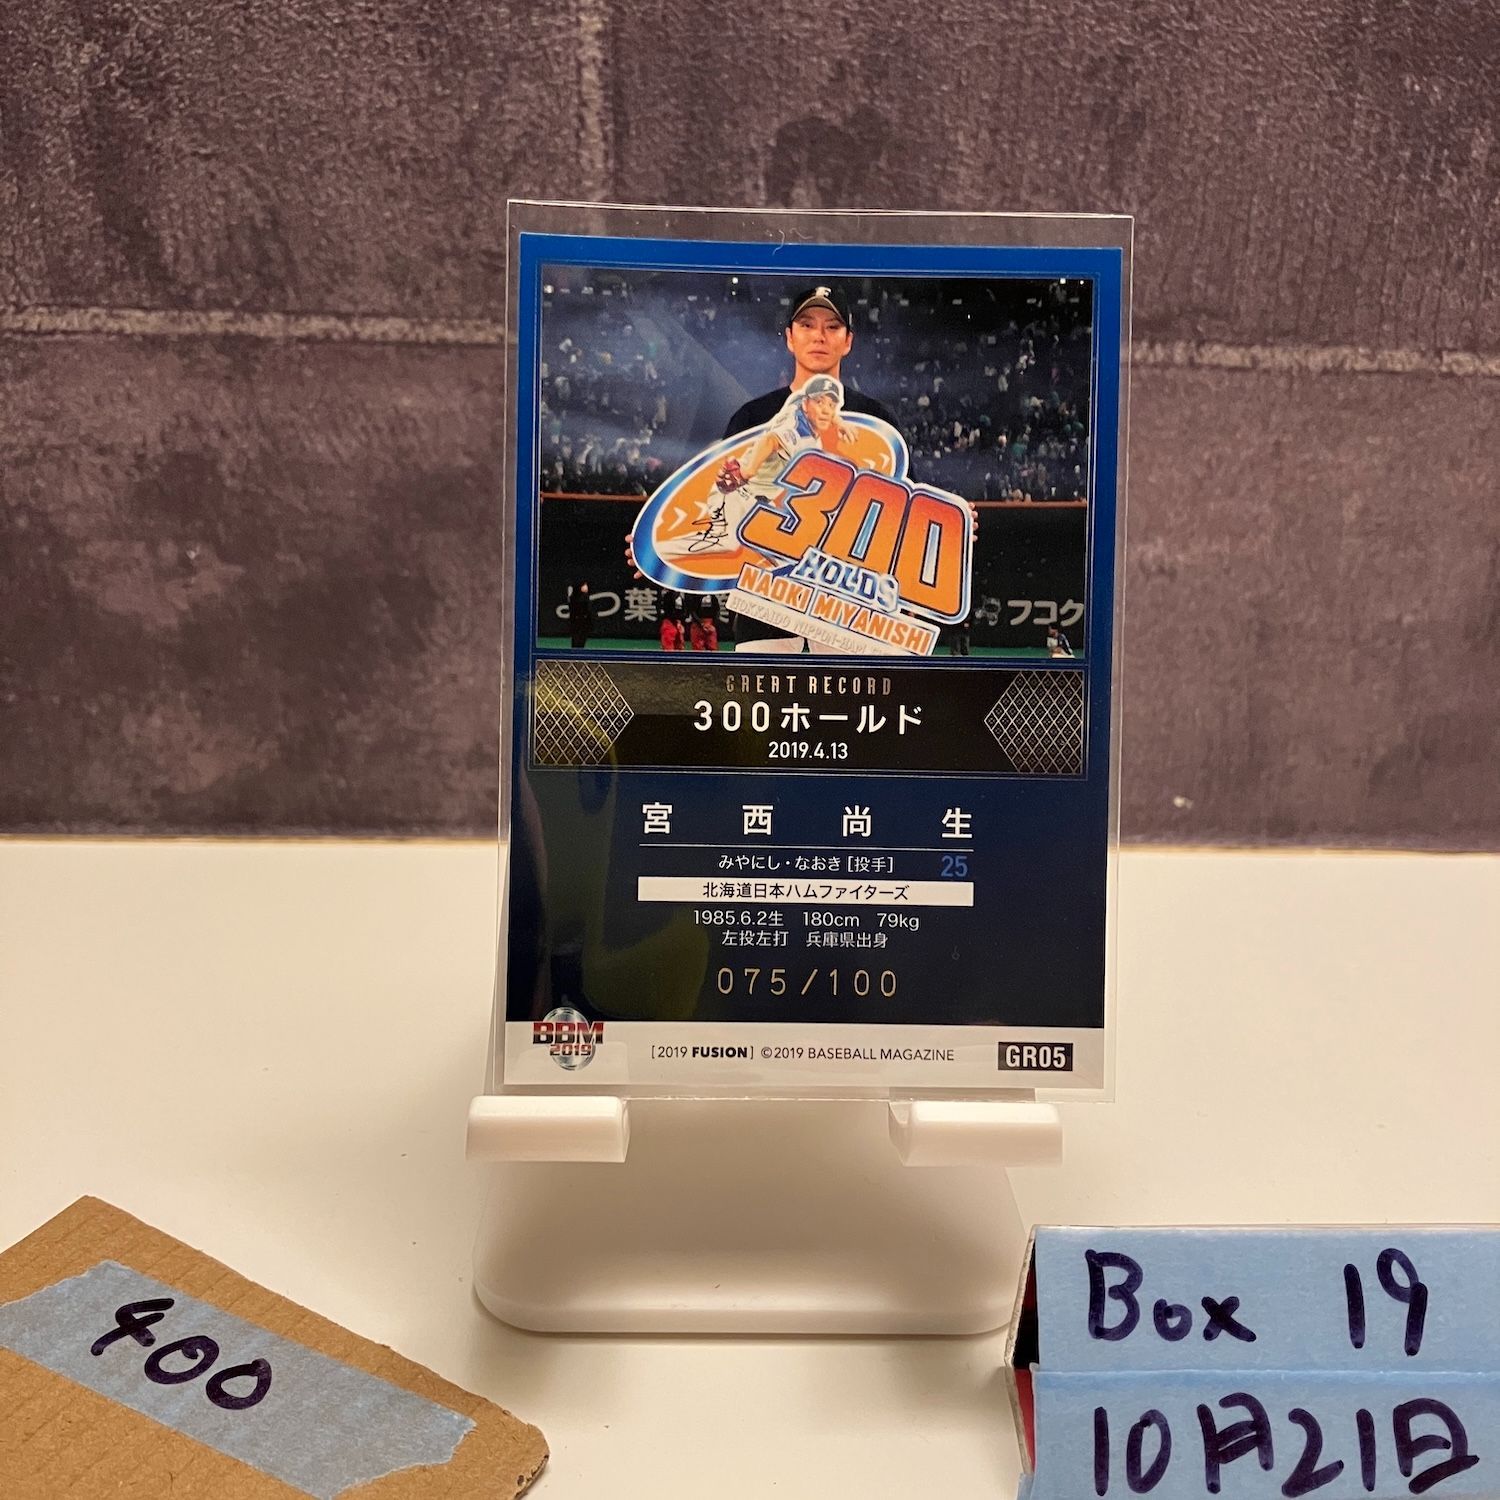 F
F
300
HOLDS
NAOKI MIYANISHI
HOKKAIDO NIPPON-HAM
よつ葉
フコク
GREAT RECORD
300ホールド
2019.4.13
宮西尚生
みやにし・なおき[投手] 25
北海道日本ハムファイターズ
1985.6.2生 180cm 79kg
左投左打 兵庫県出身
075/100
BBM
2019
[2019 FUSION] ©2019 BASEBALL MAGAZINE
GR05
400
Box 19
10月21日